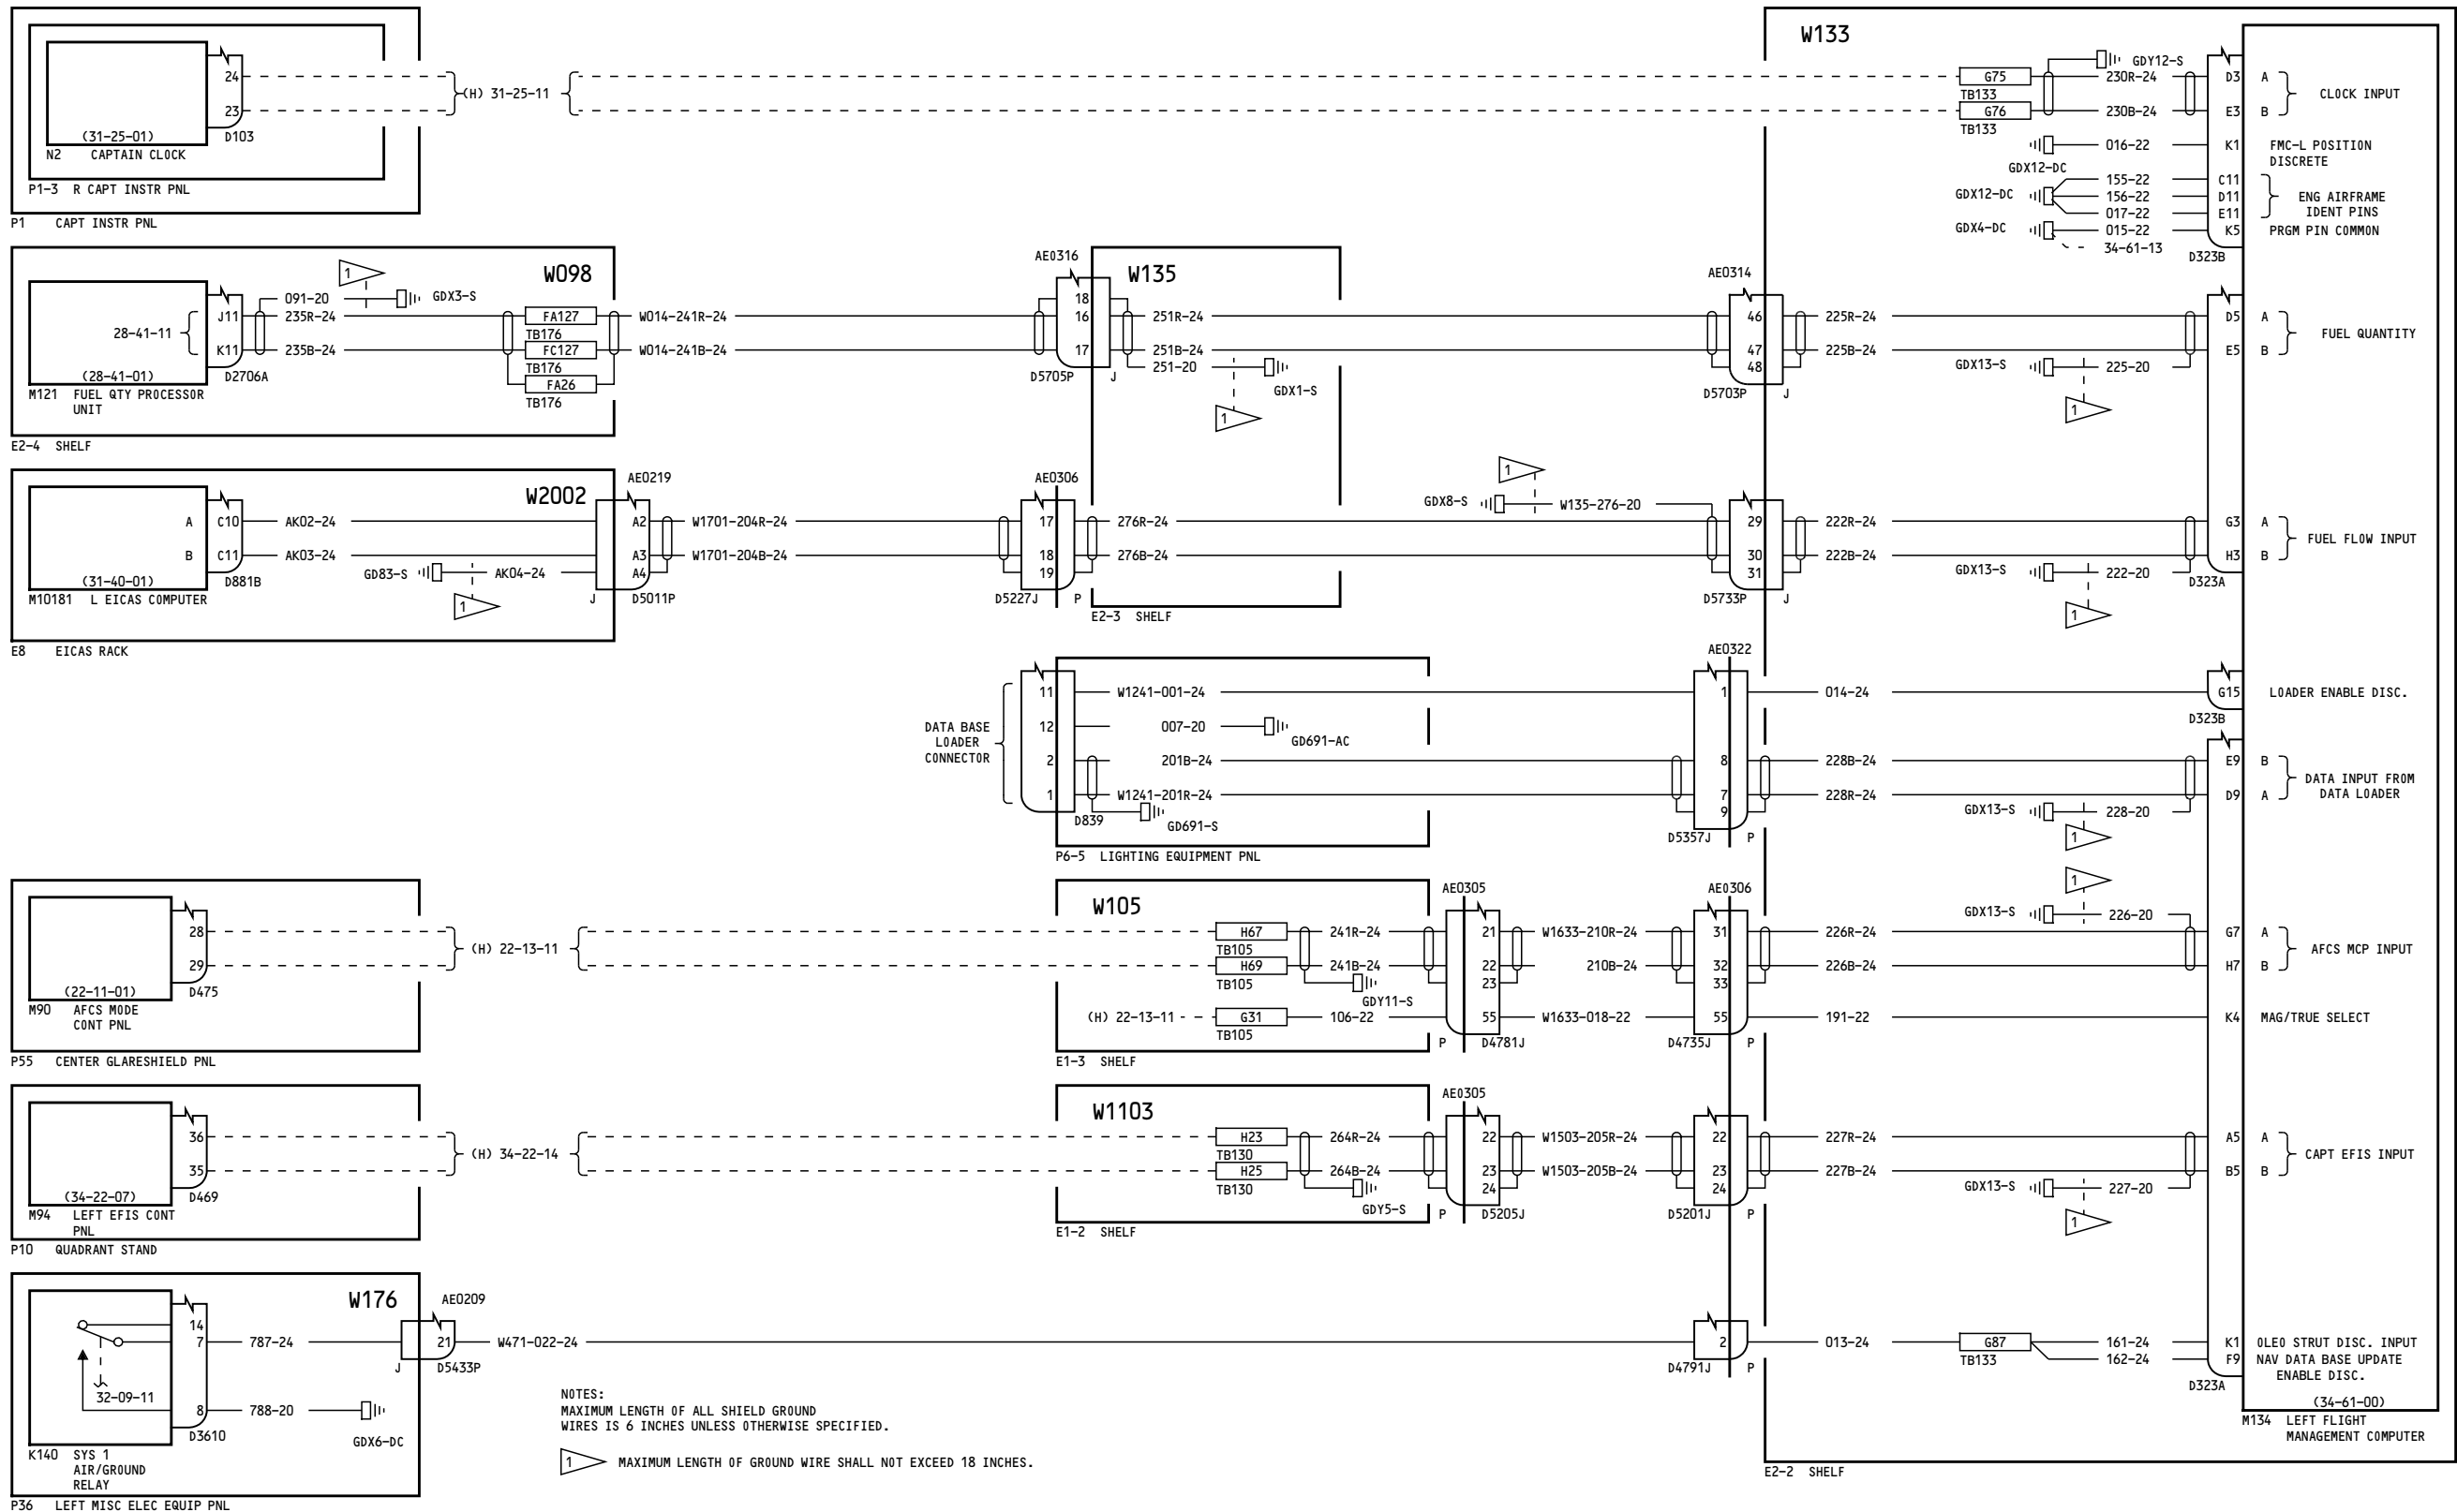 W133
24
23
(31-25-01)
D103
N2 CAPTAIN CLOCK
P1-3 R CAPT INSTR PNL
P1 CAPT INSTR PNL
(H) 31-25-11
G75
TB133
G76
TB133
GDY12-S
230R-24
D3 A
230B-24
E3 B
CLOCK INPUT
016-22
K1
FMC-L POSITION
DISCRETE
GDX12-DC
155-22
C11
GDX12-DC
156-22
D11
017-22
E11
ENG AIRFRAME
IDENT PINS
GDX4-DC
015-22
K5
PRGM PIN COMMON
34-61-13
D323B
W098
1
091-20
GDX3-S
28-41-11
J11
235R-24
FA127
TB176
W014-241R-24
K11
235B-24
FC127
TB176
W014-241B-24
FA26
TB176
(28-41-01)
D2706A
M121 FUEL QTY PROCESSOR
UNIT
E2-4 SHELF
AE0316
W135
18
16
17
D5705P
J
251R-24
251B-24
251-20
GDX1-S
1
AE0314
46
47
48
D5703P
J
225R-24
D5 A
225B-24
E5 B
FUEL QUANTITY
GDX13-S
225-20
1
W2002
A C10
AK02-24
B C11
AK03-24
(31-40-01)
D881B
GD83-S
AK04-24
1
M10181 L EICAS COMPUTER
E8 EICAS RACK
AE0219
A2
A3
A4
J
D5011P
W1701-204R-24
W1701-204B-24
AE0306
17
18
19
D5227J
P
276R-24
276B-24
E2-3 SHELF
1
GDX8-S
W135-276-20
29
30
31
D5733P
J
222R-24
G3 A
222B-24
H3 B
FUEL FLOW INPUT
GDX13-S
222-20
D323A
1
DATA BASE
LOADER
CONNECTOR
11
W1241-001-24
12
007-20
GD691-AC
2
201B-24
1
W1241-201R-24
D839
GD691-S
P6-5 LIGHTING EQUIPMENT PNL
AE0322
1
8
7
9
D5357J
P
014-24
G15
LOADER ENABLE DISC.
D323B
228B-24
E9 B
228R-24
D9 A
DATA INPUT FROM
DATA LOADER
GDX13-S
228-20
1
28
29
(22-11-01)
D475
M90 AFCS MODE
CONT PNL
P55 CENTER GLARESHIELD PNL
(H) 22-13-11
W105
H67
TB105
241R-24
H69
TB105
241B-24
GDY11-S
(H) 22-13-11
G31
TB105
106-22
E1-3 SHELF
AE0305
21
22
23
55
P
D4781J
W1633-210R-24
210B-24
W1633-018-22
AE0306
31
32
33
55
D4735J
P
1
GDX13-S
226-20
226R-24
G7 A
226B-24
H7 B
AFCS MCP INPUT
191-22
K4
MAG/TRUE SELECT
36
35
(34-22-07)
D469
M94 LEFT EFIS CONT
PNL
P10 QUADRANT STAND
(H) 34-22-14
W1103
H23
TB130
264R-24
H25
TB130
264B-24
GDY5-S
E1-2 SHELF
AE0305
22
23
24
P
D5205J
W1503-205R-24
W1503-205B-24
22
23
24
D5201J
P
227R-24
A5 A
227B-24
B5 B
CAPT EFIS INPUT
GDX13-S
227-20
1
W176
14
7
787-24
32-09-11
8
788-20
GDX6-DC
D3610
K140 SYS 1
AIR/GROUND
RELAY
P36 LEFT MISC ELEC EQUIP PNL
AE0209
21
J
D5433P
W471-022-24
2
D4791J
P
013-24
G87
TB133
161-24
K1
OLEO STRUT DISC. INPUT
162-24
F9
NAV DATA BASE UPDATE
ENABLE DISC.
D323A
(34-61-00)
M134 LEFT FLIGHT
MANAGEMENT COMPUTER
E2-2 SHELF
NOTES:
MAXIMUM LENGTH OF ALL SHIELD GROUND
WIRES IS 6 INCHES UNLESS OTHERWISE SPECIFIED.
1 MAXIMUM LENGTH OF GROUND WIRE SHALL NOT EXCEED 18 INCHES.